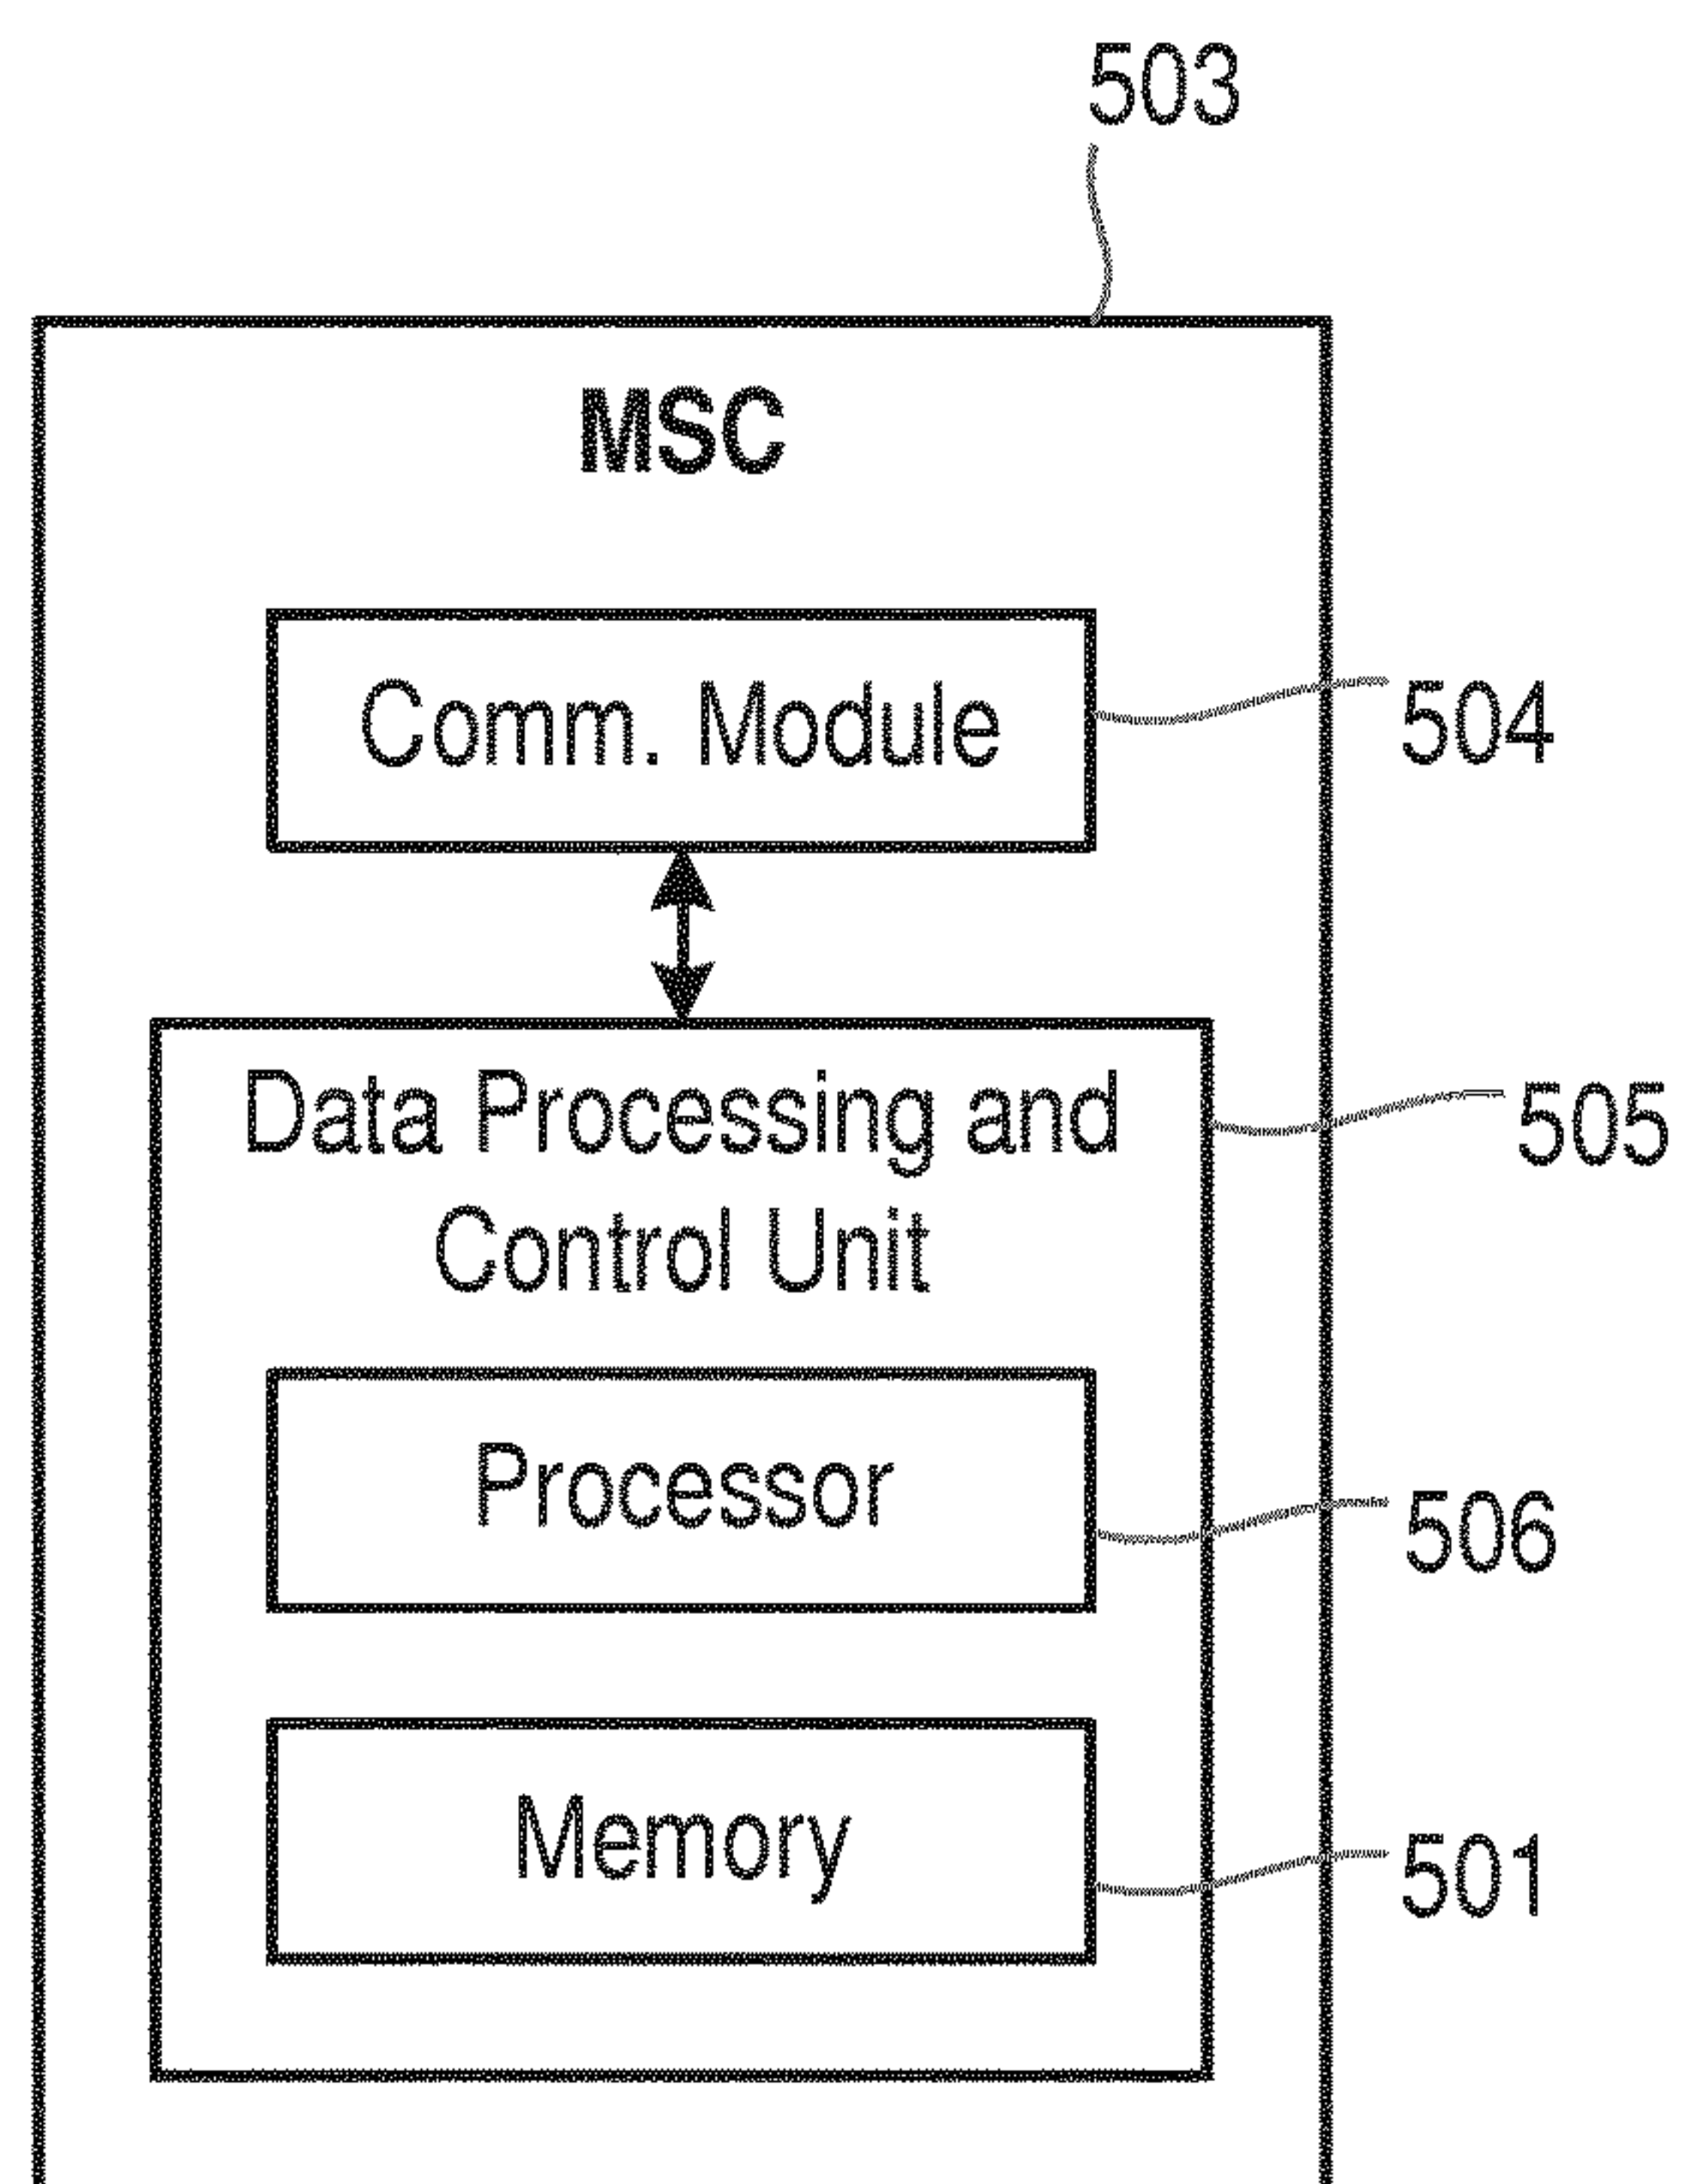 503
MSC
Comm. Module
504
Data Processing and
505
Control Unit
Processor
506
Memory
501